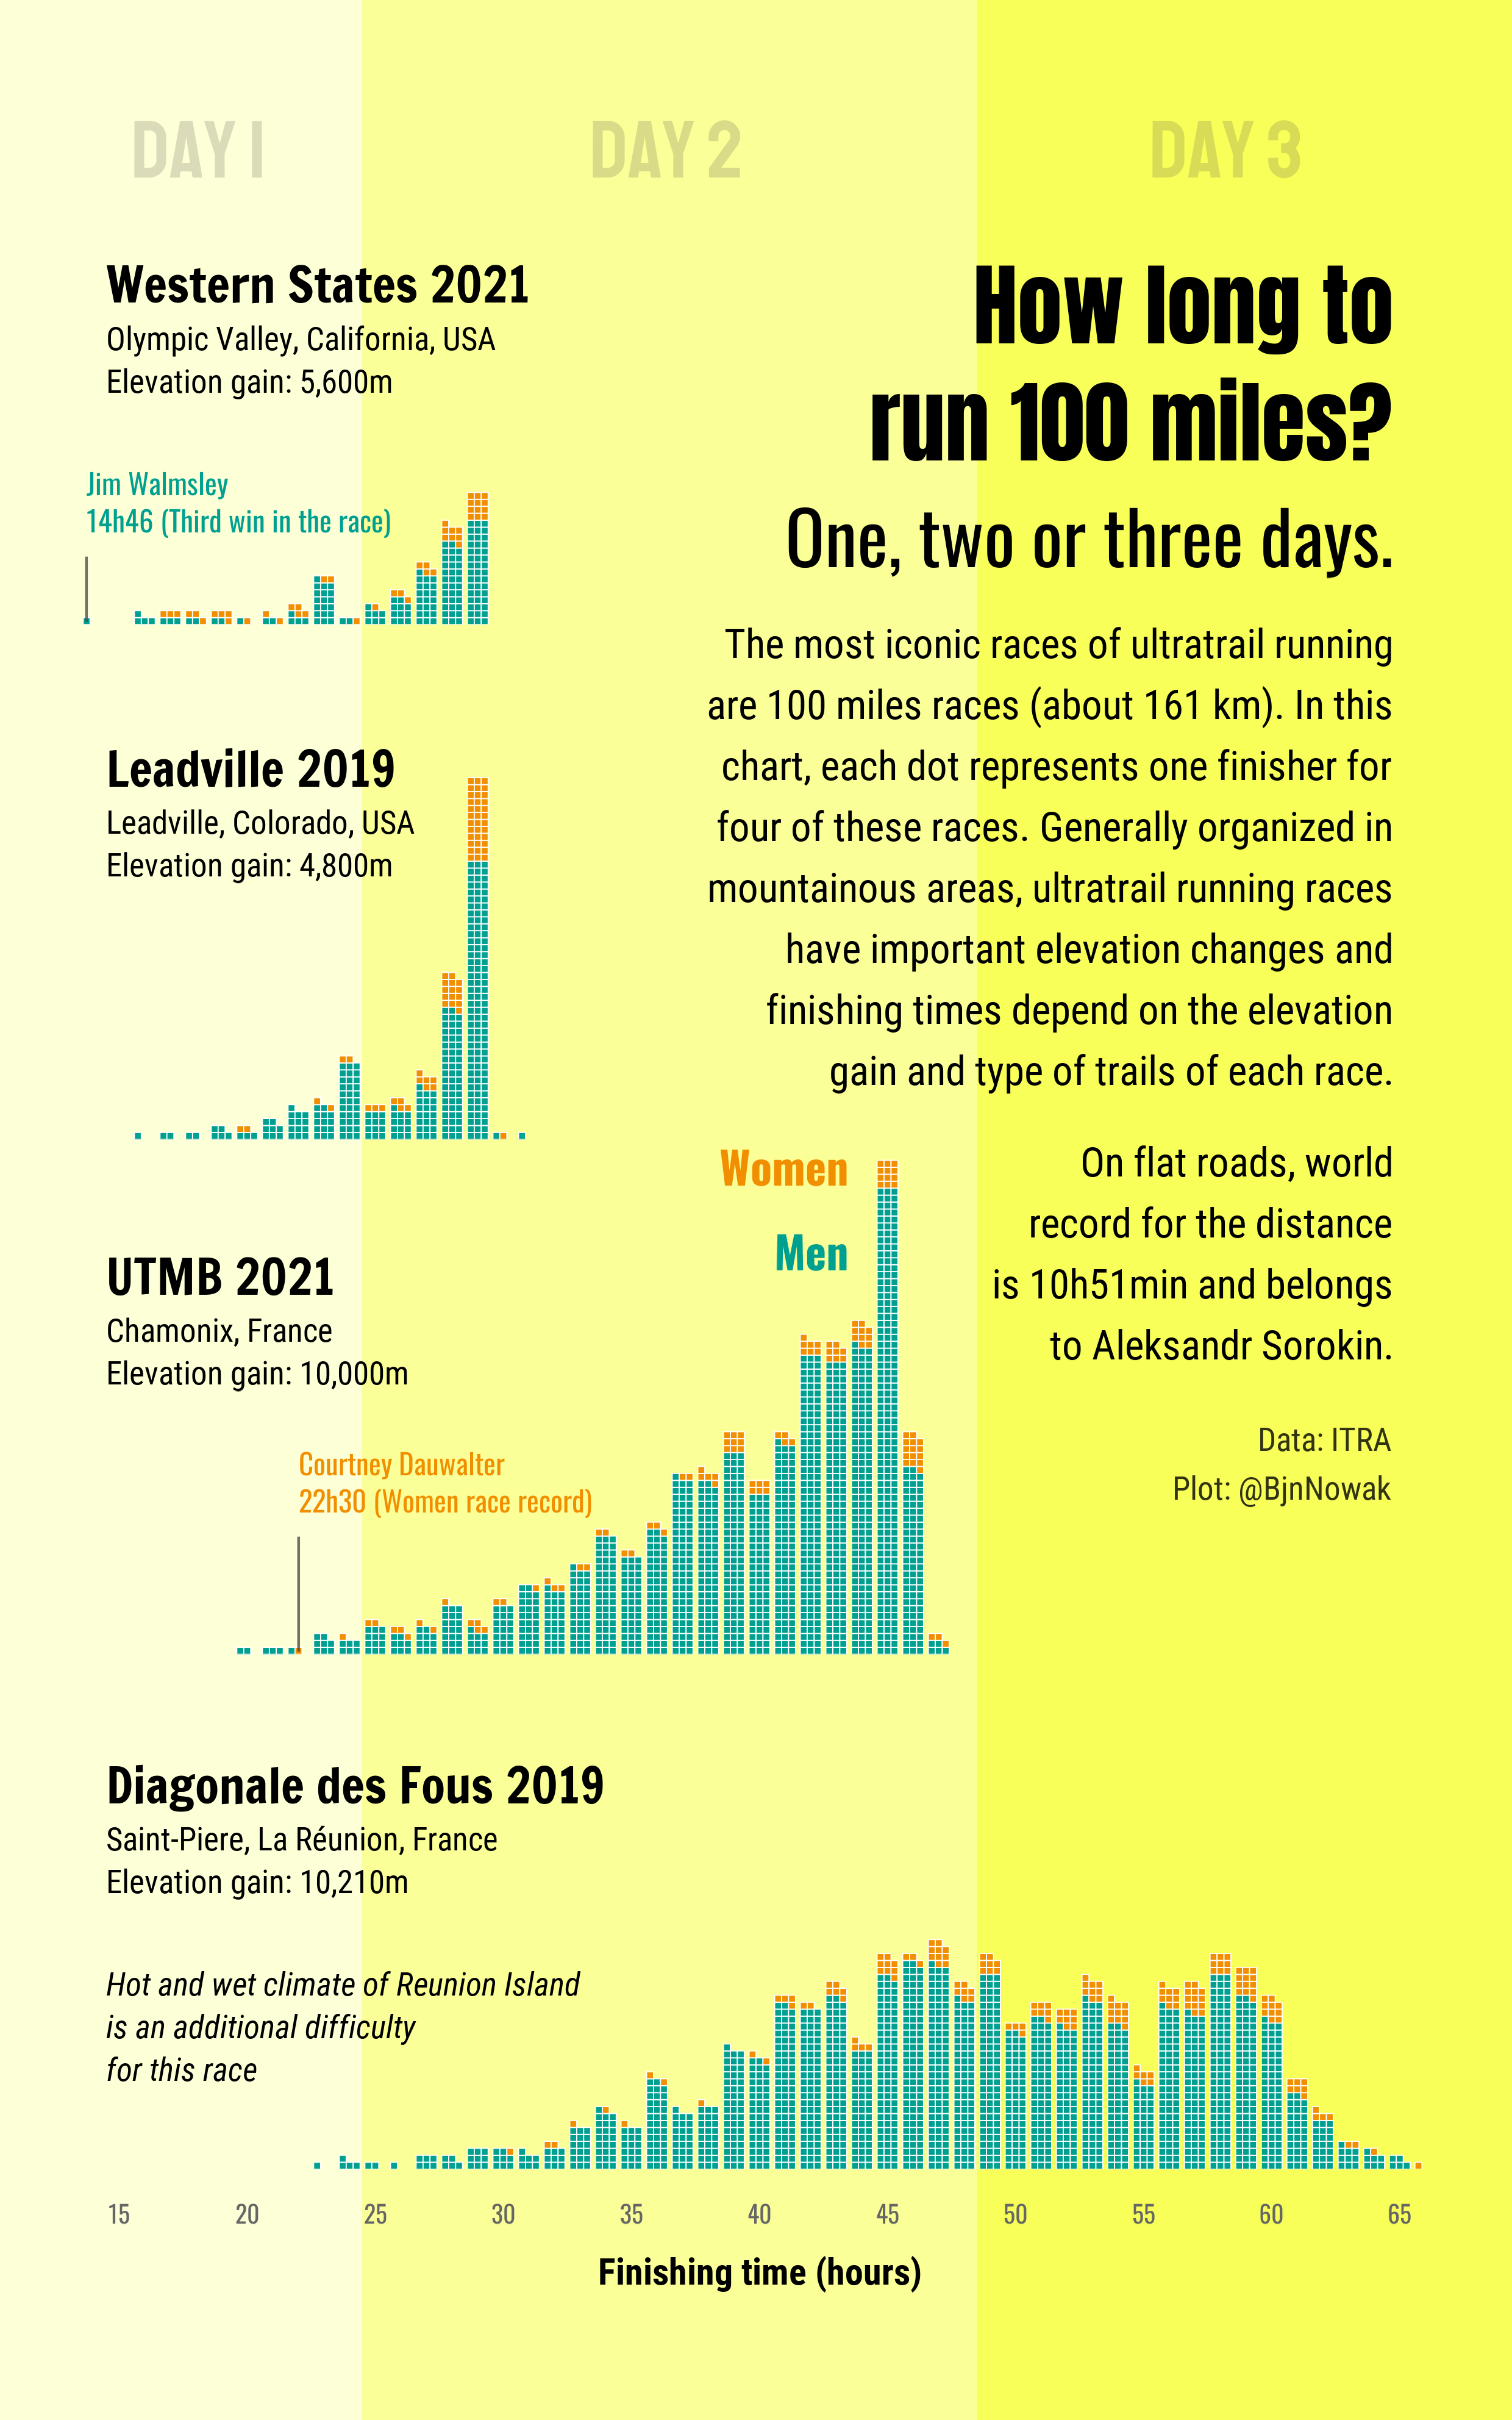 DAY 1
DAY 2
DAY 3
How long to
run 100 miles?
One, two or three days.
The most iconic races of ultratrail running
are 100 miles races (about 161 km). In this
chart, each dot represents one finisher for
four of these races. Generally organized in
mountainous areas, ultratrail running races
have important elevation changes and
finishing times depend on the elevation
gain and type of trails of each race.
On flat roads, world
record for the distance
is 10h51min and belongs
to Aleksandr Sorokin.
Data: ITRA
Plot: @BjnNowak
Western States 2021
Olympic Valley, California, USA
Elevation gain: 5,600m
Jim Walmsley
14h46 (Third win in the race)
Leadville 2019
Leadville, Colorado, USA
Elevation gain: 4,800m
Women
Men
UTMB 2021
Chamonix, France
Elevation gain: 10,000m
Courtney Dauwalter
22h30 (Women race record)
Diagonale des Fous 2019
Saint-Piere, La Réunion, France
Elevation gain: 10,210m
Hot and wet climate of Reunion Island
is an additional difficulty
for this race
15 20 25 30 35 40 45 50 55 60 65
Finishing time (hours)